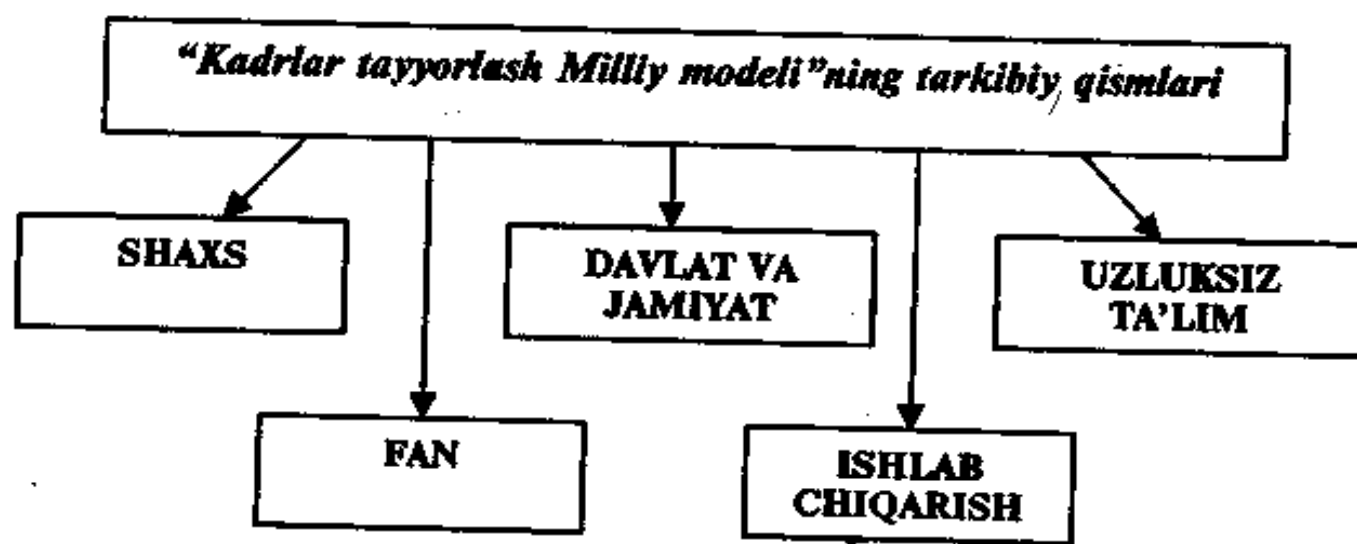 “Kadrlar tayyorlash Milliy modeli”ning tarkibiy qismlari
SHAXS
DAVLAT VA
JAMIYAT
UZLUKSIZ
TA’LIM
FAN
ISHLAB
CHIQARISH